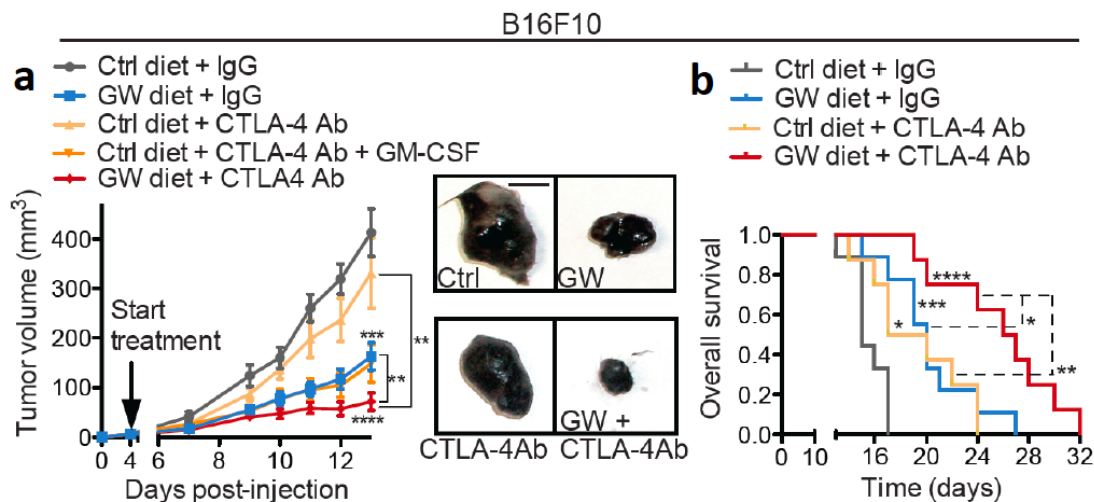 B16F10
a
Ctrl diet + IgG
GW diet + IgG
Ctrl diet + CTLA-4 Ab
Ctrl diet + CTLA-4 Ab + GM-CSF
GW diet + CTLA4 Ab
Tumor volume (mm³)
400
300
200
100
0
Start
treatment
***
**
**
****
0 4 6 8 10 12
Days post-injection
Ctrl
GW
CTLA-4Ab
GW +
CTLA-4Ab
b
Ctrl diet + IgG
GW diet + IgG
Ctrl diet + CTLA-4 Ab
GW diet + CTLA-4 Ab
Overall survival
1.0
0.8
0.6
0.4
0.2
0.0
****
***
*
*
**
0 10 16 20 24 28 32
Time (days)